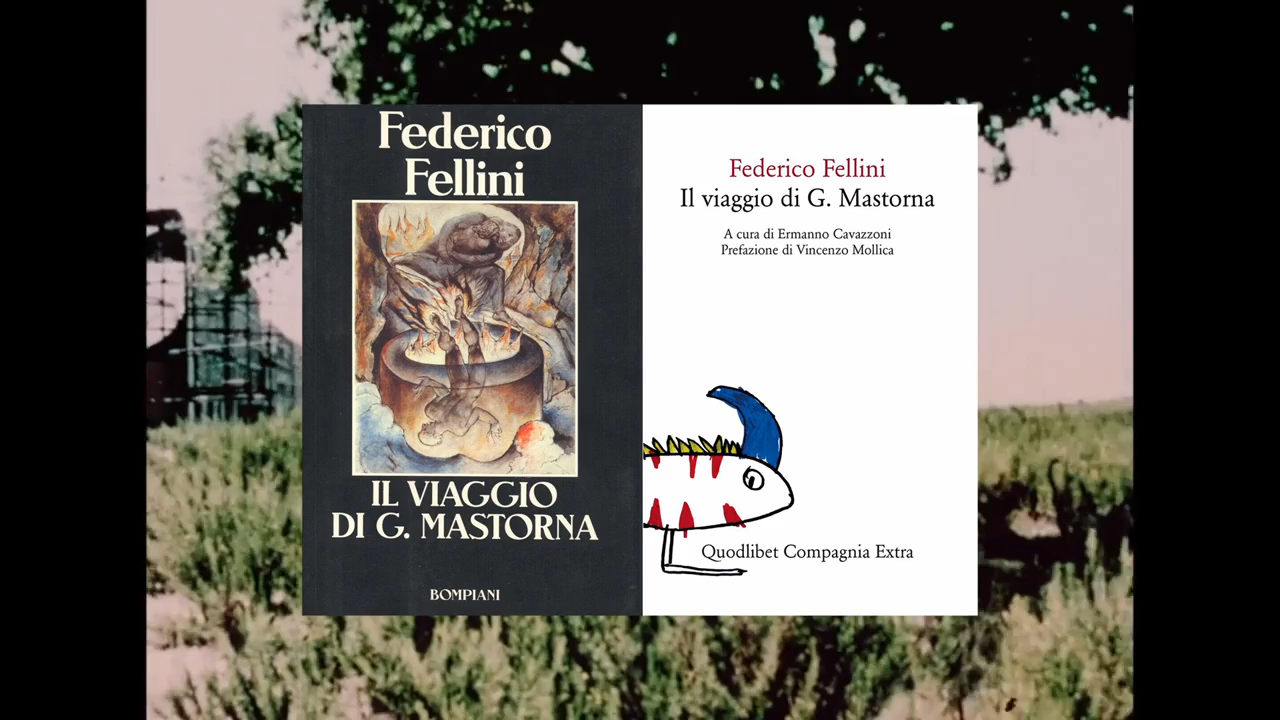 Federico
Fellini
IL VIAGGIO
DI G. MASTORNA
BOMPIANI
Federico Fellini
Il viaggio di G. Mastorna
A cura di Ermanno Cavazzoni
Prefazione di Vincenzo Mollica
Quodlibet Compagnia Extra